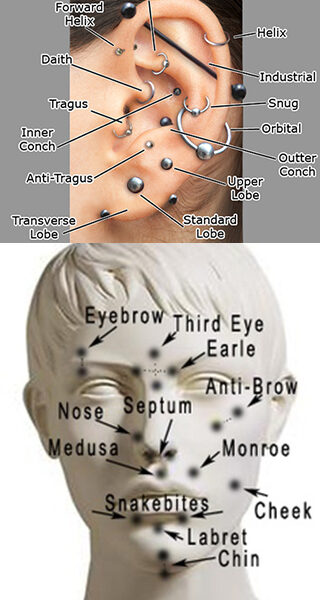 Forward
Helix
Helix
Daith
Industrial
Tragus
Snug
Orbital
Inner
Conch
Outter
Conch
Anti-Tragus
Upper
Lobe
Transverse
Lobe
Standard
Lobe
Eyebrow
Third Eye
Earle
Anti-Brow
Nose
Septum
Medusa
Monroe
Snakebites
Cheek
Labret
Chin